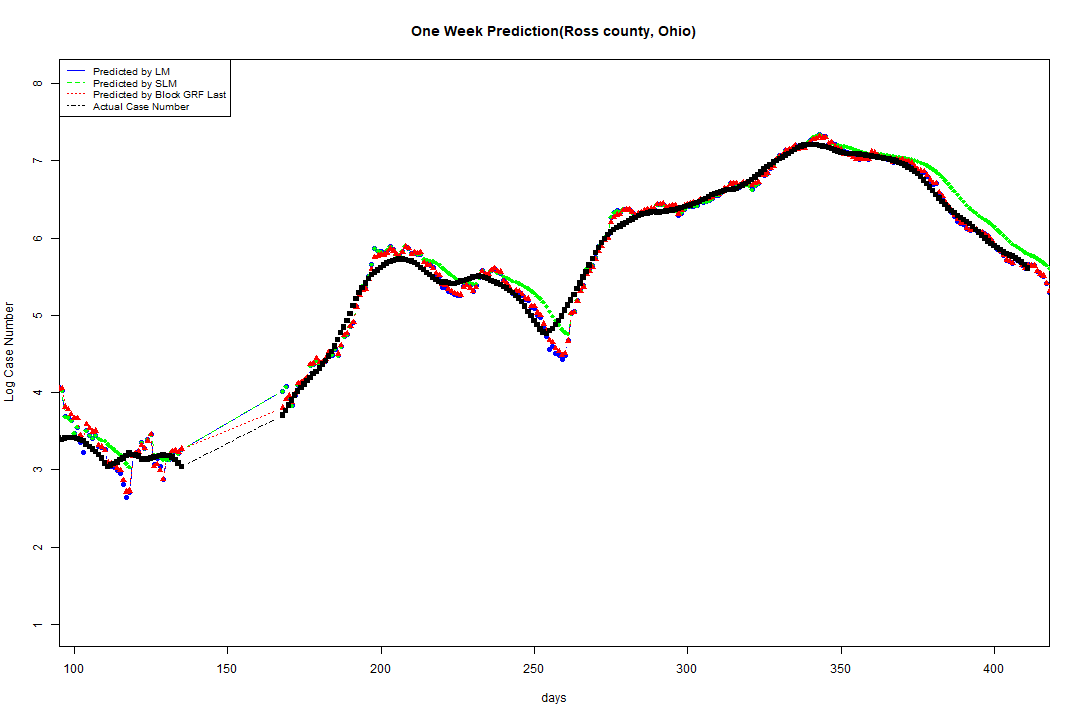 One Week Prediction(Ross county, Ohio)
Predicted by LM
Predicted by SLM
Predicted by Block GRF Last
Actual Case Number
8
7
6
5
4
3
2
1
Log Case Number
100 150 200 250 300 350 400
days